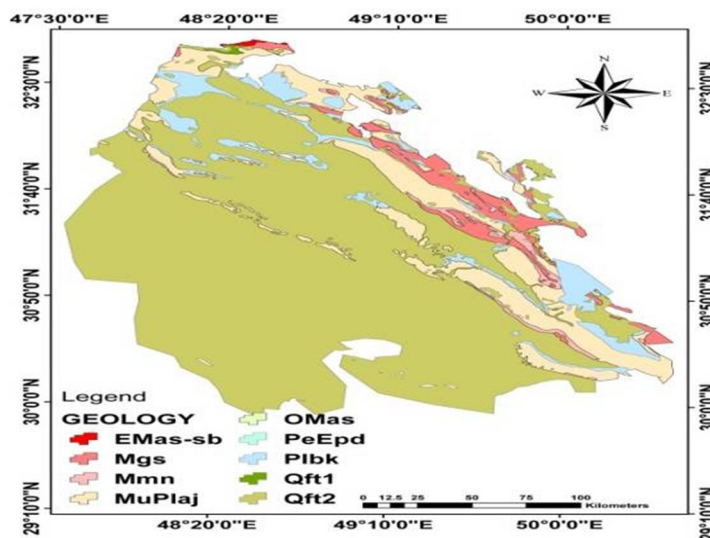 47°30'0"E 48°20'0"E 49°10'0"E 50°0'0"E
32°30'0"N
31°40'0"N
30°50'0"N
30°0'0"N
29°10'0"N
32°30'0"N
31°40'0"N
30°50'0"N
30°0'0"N
29°10'0"N
N
W E
S
Legend
GEOLOGY
EMas-sb
Mgs
Mmn
MuPlaj
OMas
PeEpd
Plbk
Qft1
Qft2
0 12.5 25 50 75 100
Kilometers
48°20'0"E 49°10'0"E 50°0'0"E